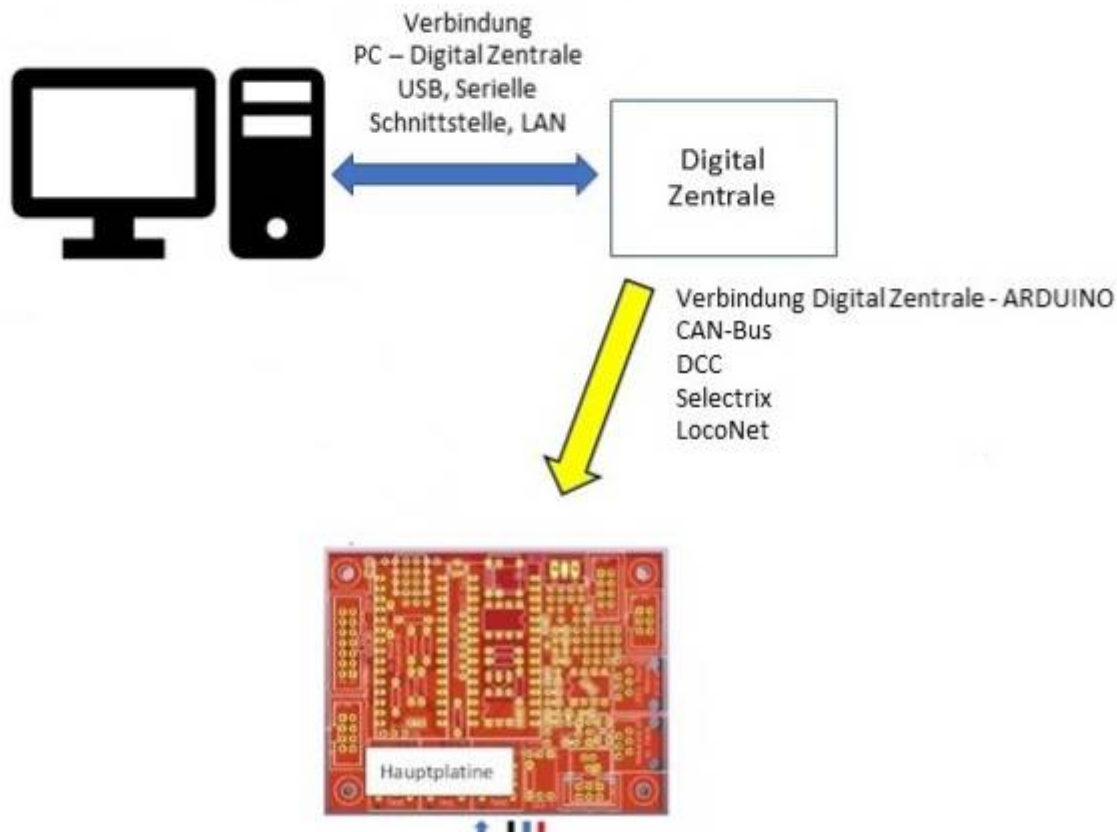 Verbindung
PC – Digital Zentrale
USB, Serielle
Schnittstelle, LAN
Digital
Zentrale
Verbindung Digital Zentrale - ARDUINO
CAN-Bus
DCC
Selectrix
LocoNet
Hauptplatine